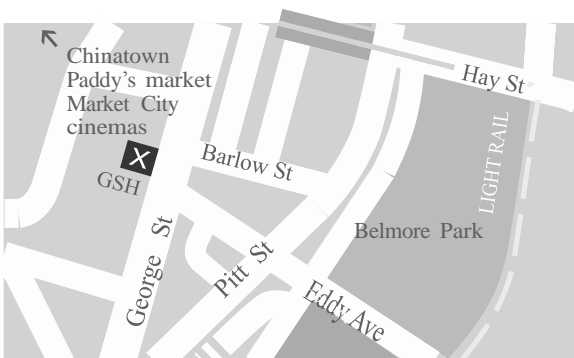 Chinatown
Paddy's market
Market City
cinemas
Hay St
X
GSH
Barlow St
LIGHT RAIL
George St
Pitt St
Belmore Park
Eddy Ave